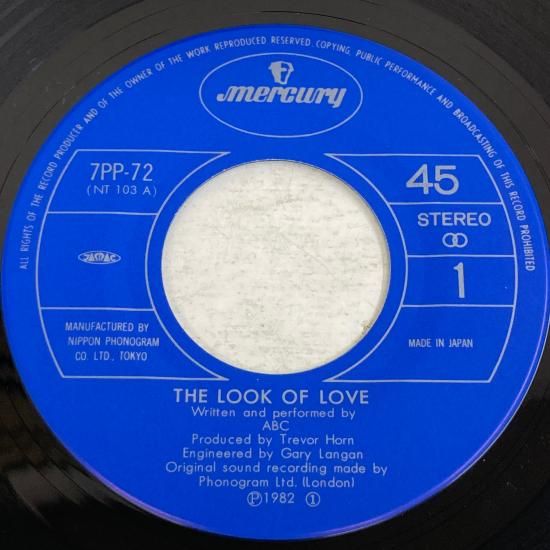 ALL RIGHTS OF THE RECORD PRODUCER AND OF THE OWNER OF THE WORK REPRODUCED RESERVED. COPYING, PUBLIC PERFORMANCE AND BROADCASTING OF THIS RECORD PROHIBITED
mercury
7PP-72
(NT 103 A)
45
STEREO
JASRAC
1
MANUFACTURED BY
NIPPON PHONOGRAM
CO. LTD., TOKYO
MADE IN JAPAN
THE LOOK OF LOVE
Written and performed by
ABC
Produced by Trevor Horn
Engineered by Gary Langan
Original sound recording made by
Phonogram Ltd. (London)
Ⓟ1982 ①